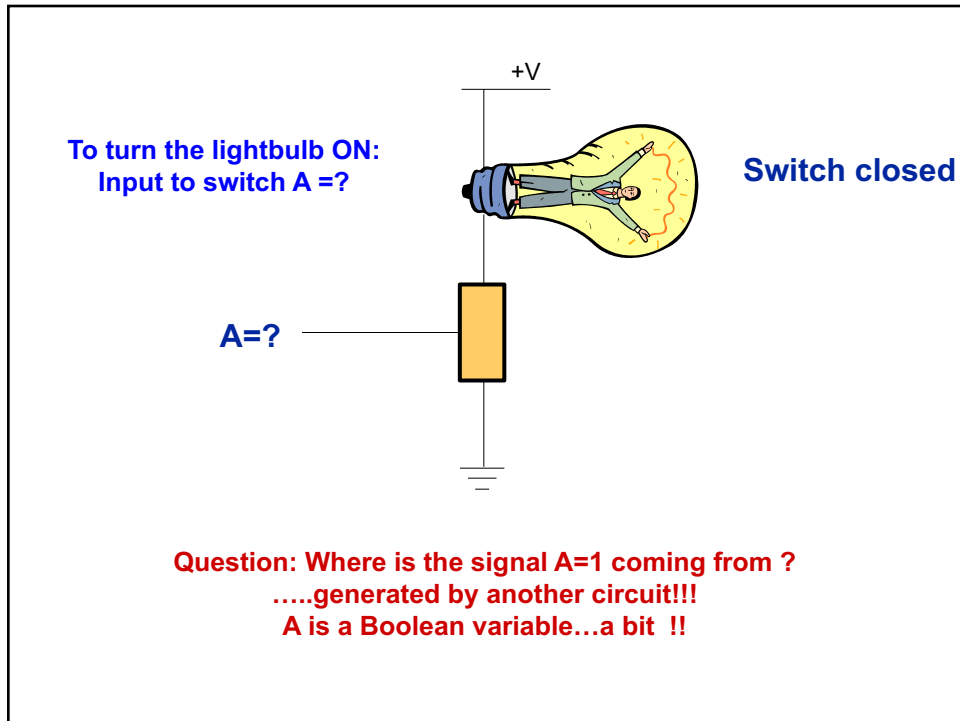 +V
To turn the lightbulb ON:
Input to switch A =?
Switch closed
A=?
Question: Where is the signal A=1 coming from ?
…..generated by another circuit!!!
A is a Boolean variable…a bit !!